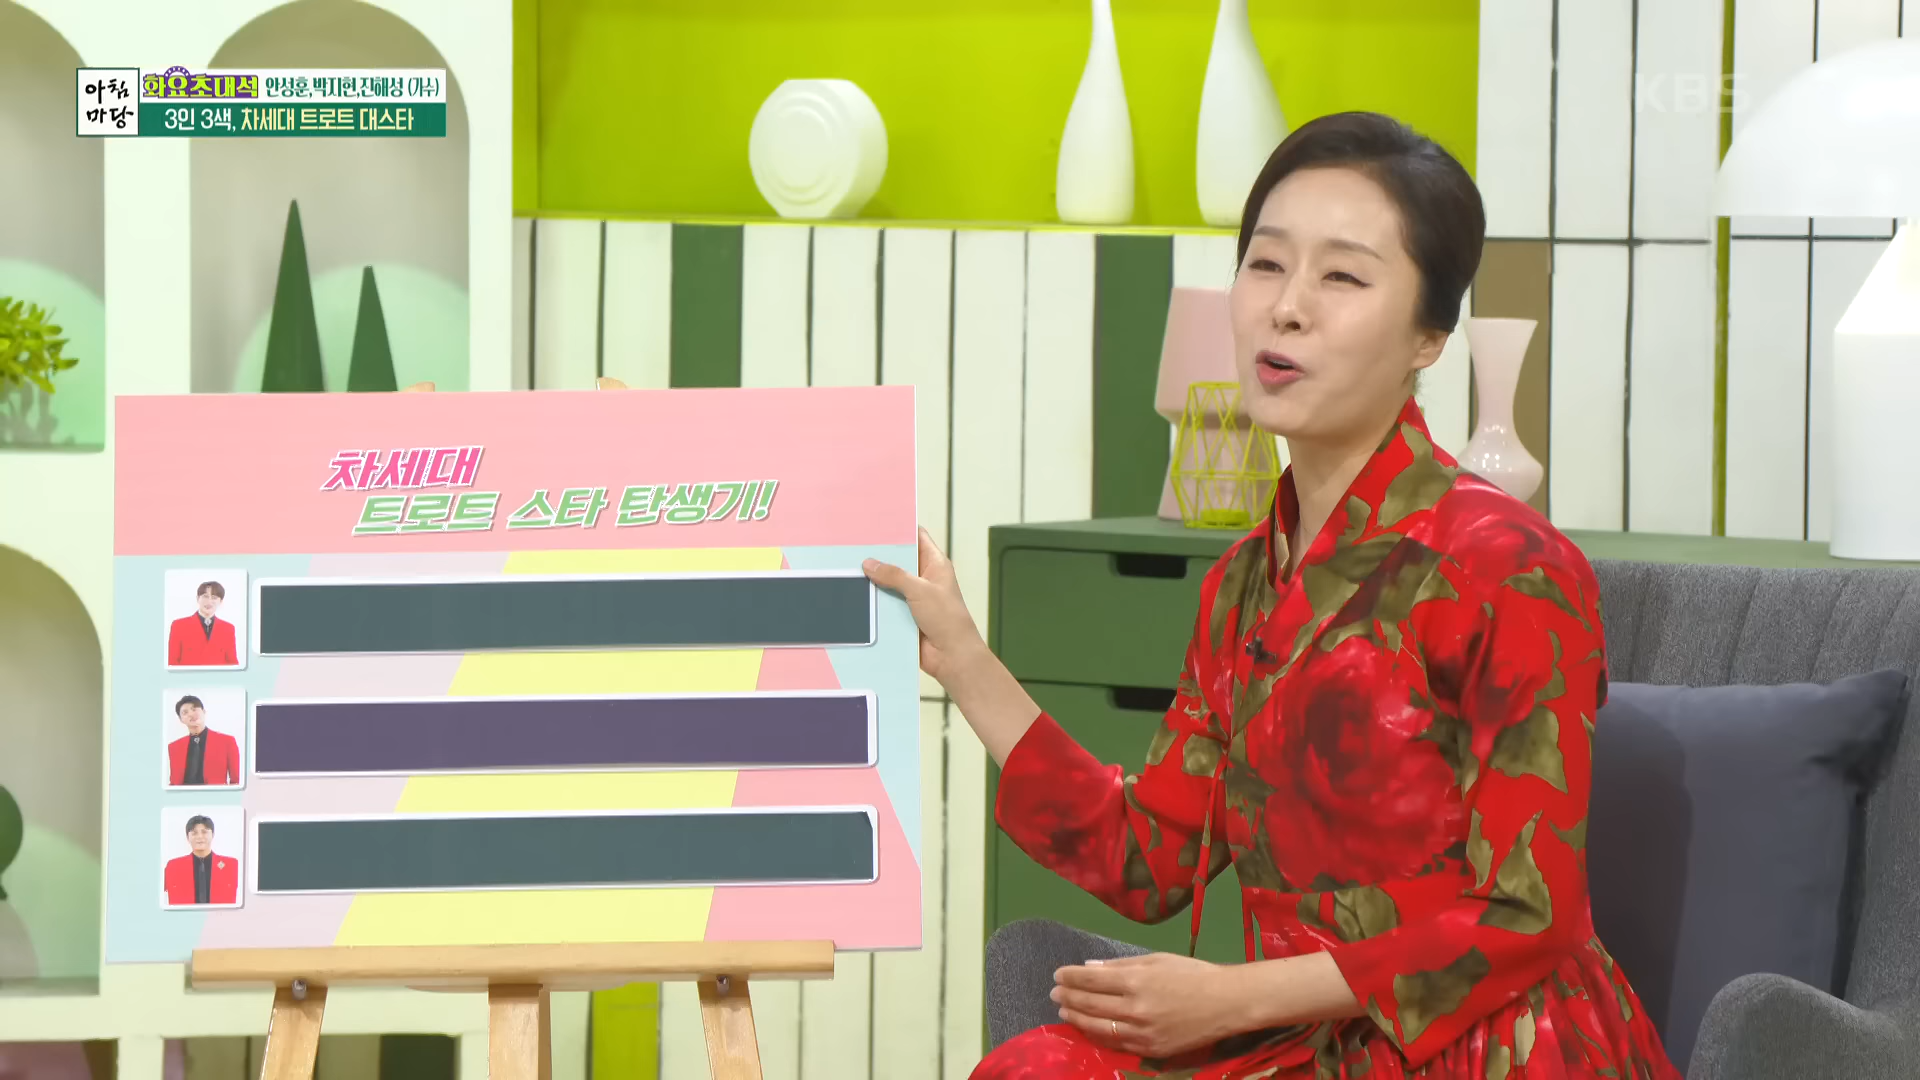 아침
마당
화요초대석 안성훈,박지현,진해성 (가수)
3인 3색, 차세대 트로트 대스타
KBS
차세대
트로트 스타 탄생기!